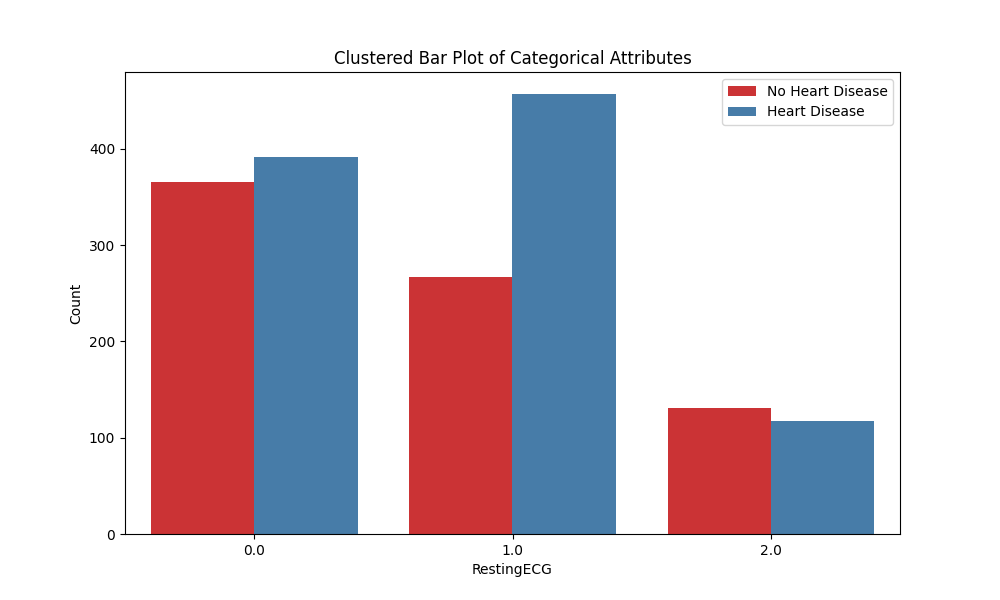 Clustered Bar Plot of Categorical Attributes
No Heart Disease
Heart Disease
400
300
200
100
0
Count
0.0 1.0 2.0
RestingECG